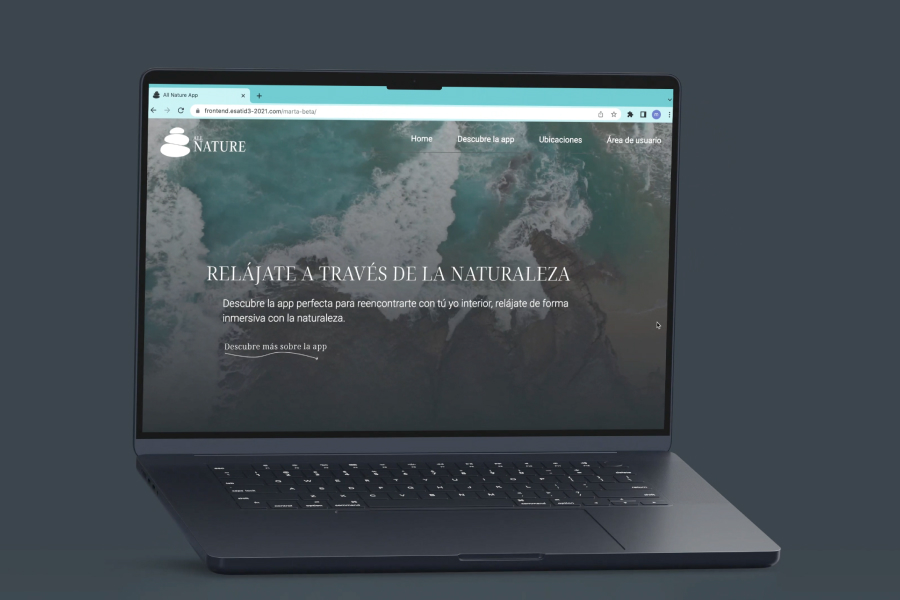 All Nature App
frontend.esatid3-2021.com/marta-beta/
ALL
NATURE
Home
Descubre la app
Ubicaciones
Área de usuario
RELÁJATE A TRAVÉS DE LA NATURALEZA
Descubre la app perfecta para reencontrarte con tú yo interior, relájate de forma
inmersiva con la naturaleza.
Descubre más sobre la app